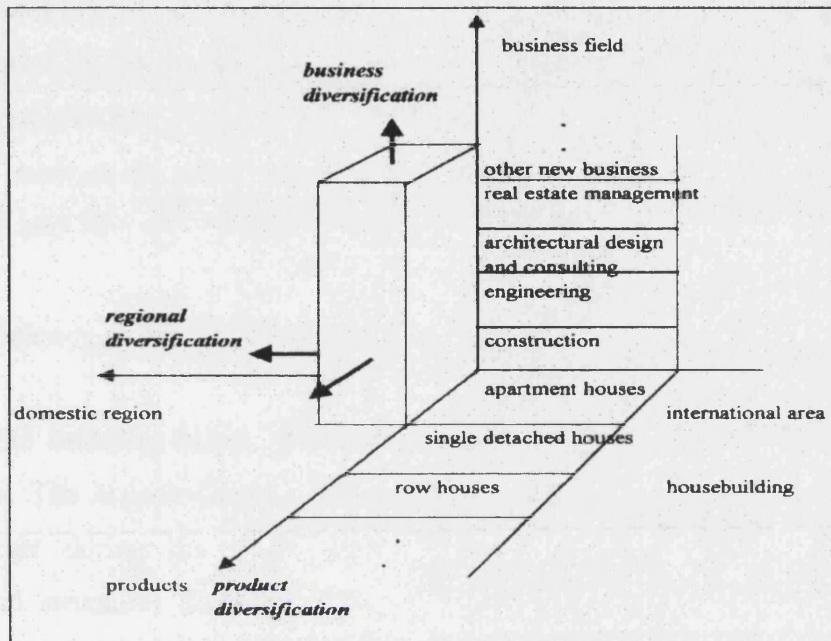 business field
business
diversification
other new business
real estate management
architectural design
and consulting
engineering
regional
diversification
construction
apartment houses
domestic region
international area
single detached houses
row houses
housebuilding
products product
diversification